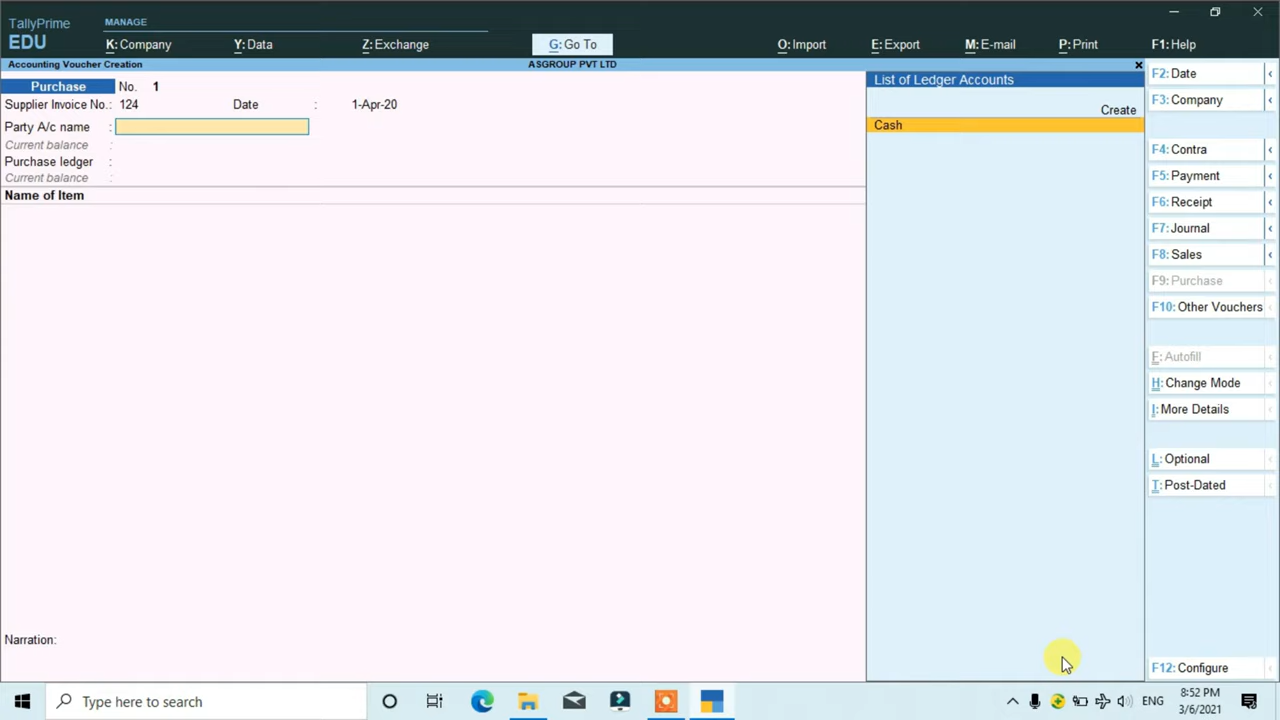 TallyPrime
EDU
MANAGE
K: Company
Y: Data
Z: Exchange
G: Go To
O: Import
E: Export
M: E-mail
P: Print
F1: Help
Accounting Voucher Creation
ASGROUP PVT LTD
Purchase No. 1
Supplier Invoice No.: 124 Date : 1-Apr-20
Party A/c name :
Current balance :
Purchase ledger :
Current balance :
Name of Item
Narration:
List of Ledger Accounts
Create
Cash
F2: Date
F3: Company
F4: Contra
F5: Payment
F6: Receipt
F7: Journal
F8: Sales
F9: Purchase
F10: Other Vouchers
F: Autofill
H: Change Mode
I: More Details
L: Optional
T: Post-Dated
F12: Configure
Type here to search
ENG
8:52 PM
3/6/2021